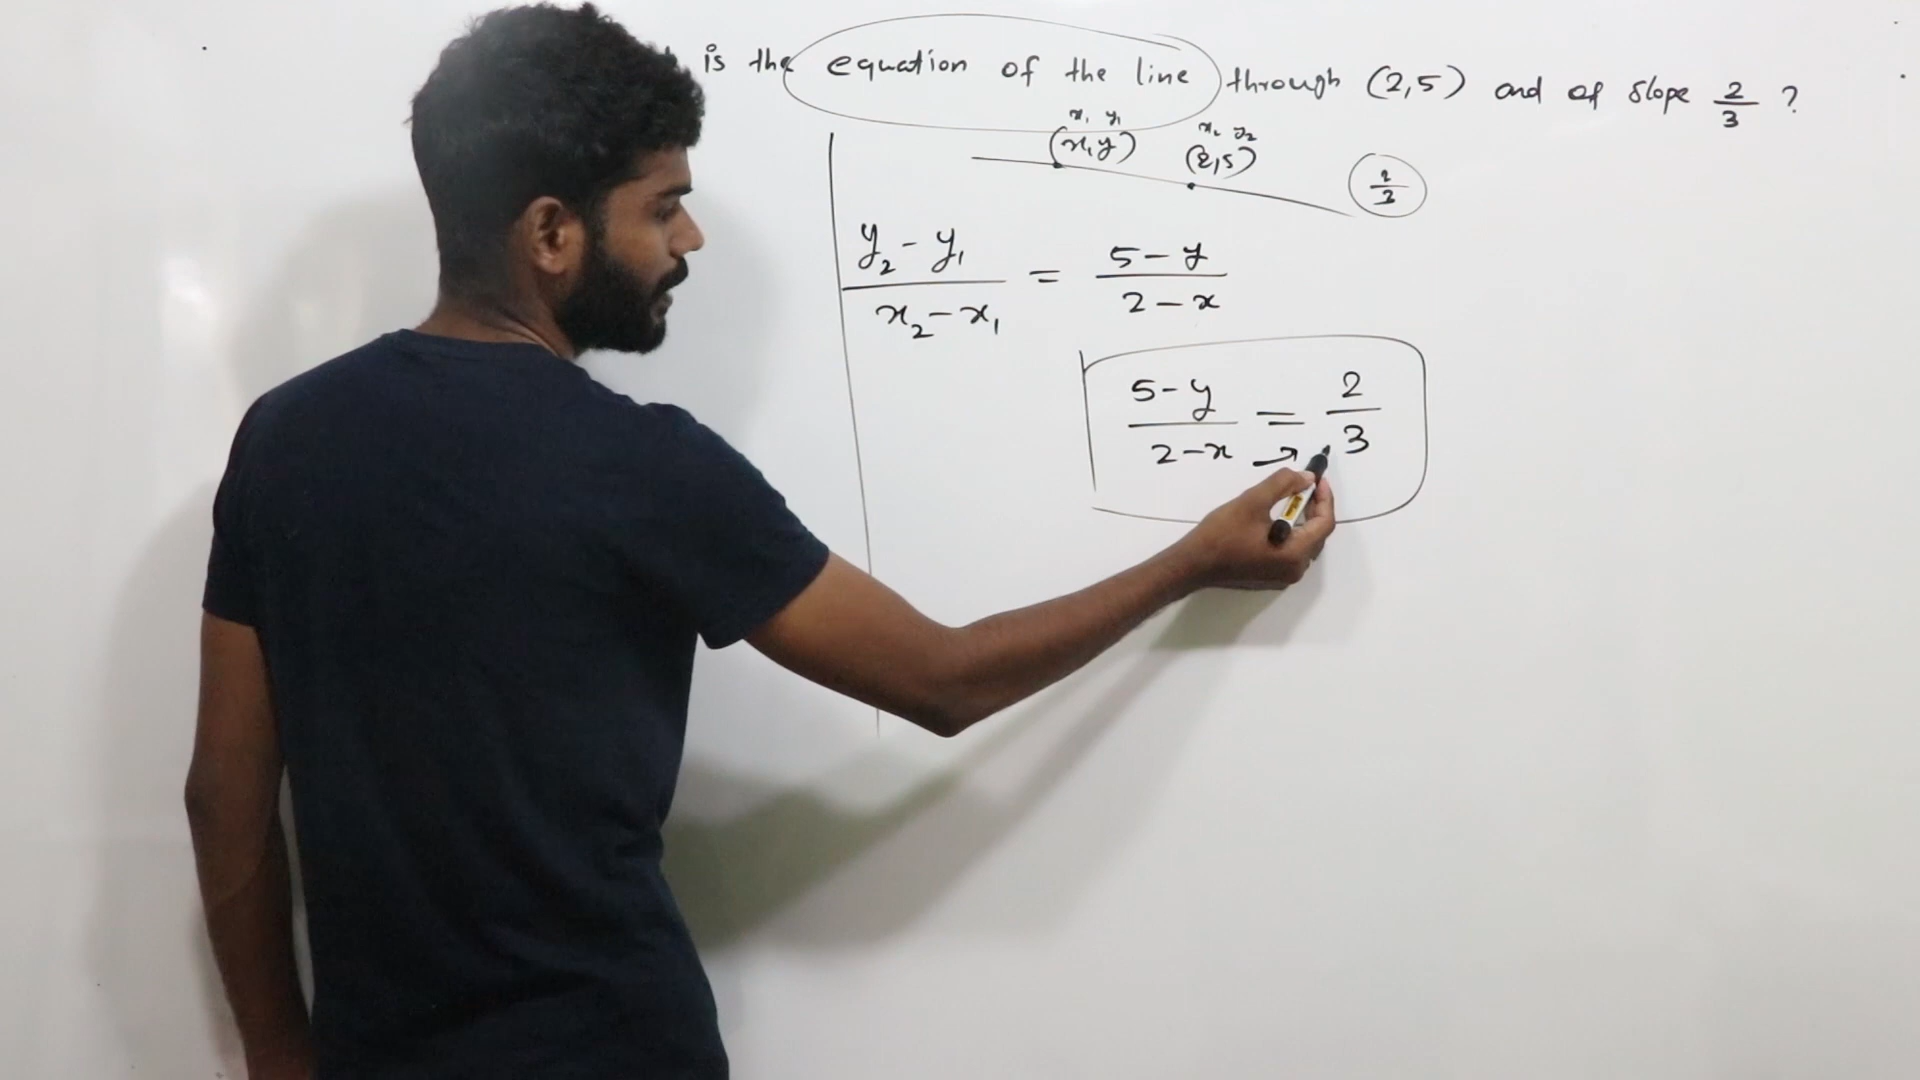 is the equation of the line through (2,5) and of slope 2/3 ?
x₁ y₁
(x,y)
x₂ y₂
(2,5)
2/3
y₂ - y₁ / x₂ - x₁ = 5 - y / 2 - x
5 - y / 2 - x = 2 / 3